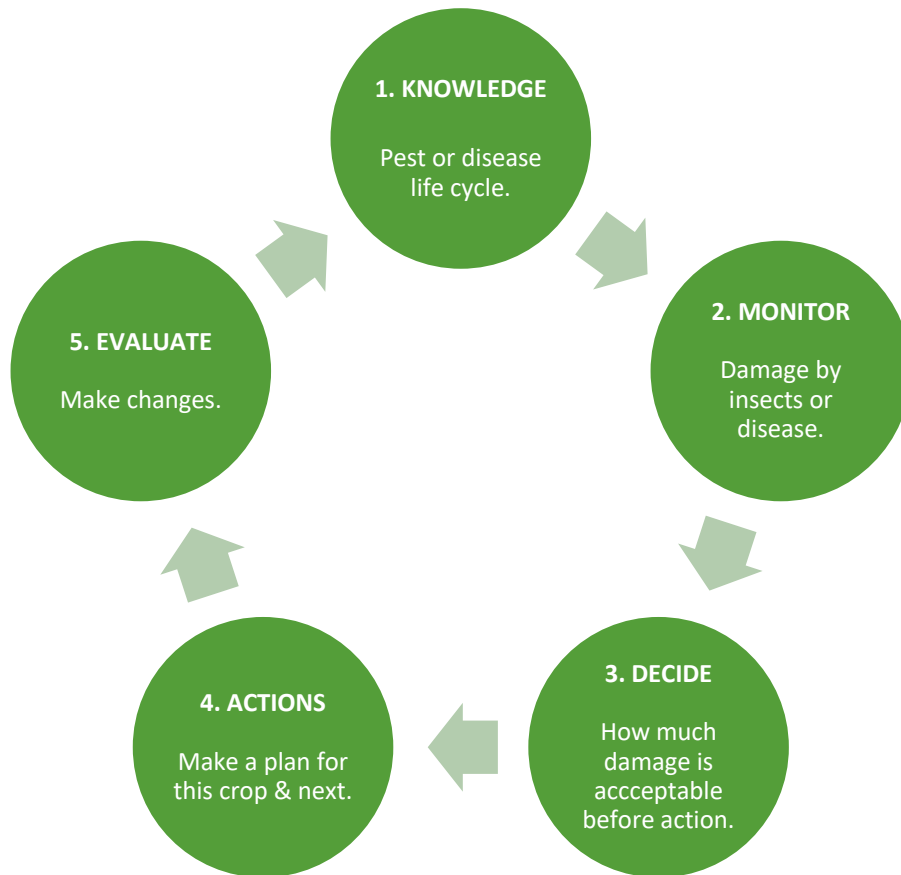 1. KNOWLEDGE
Pest or disease
life cycle.
2. MONITOR
Damage by
insects or
disease.
3. DECIDE
How much
damage is
accceptable
before action.
4. ACTIONS
Make a plan for
this crop & next.
5. EVALUATE
Make changes.